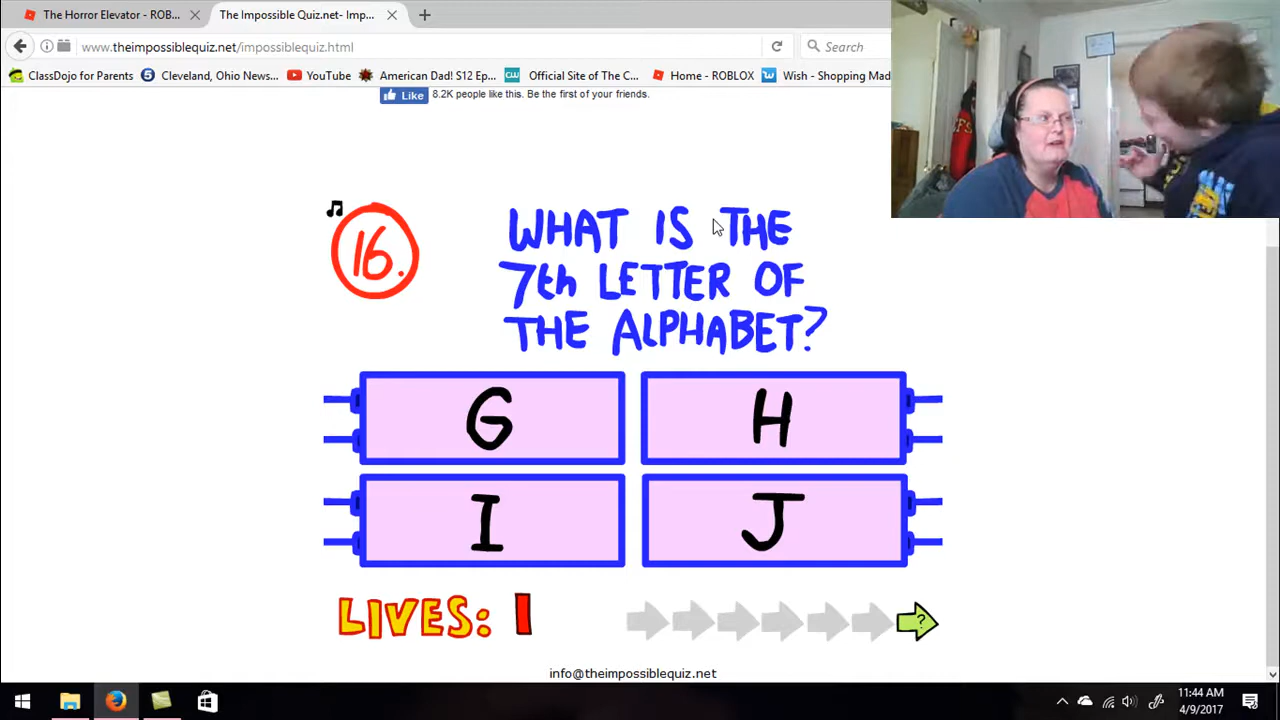 The Horror Elevator - ROB...
The Impossible Quiz.net- Imp...
www.theimpossiblequiz.net/impossiblequiz.html
Search
ClassDojo for Parents
Cleveland, Ohio News...
YouTube
American Dad! S12 Ep...
Official Site of The C...
Home - ROBLOX
Wish - Shopping Mad
Like
8.2K people like this. Be the first of your friends.
16.
WHAT IS THE
7th LETTER OF
THE ALPHABET?
G
H
I
J
LIVES: 1
?
info@theimpossiblequiz.net
11:44 AM
4/9/2017